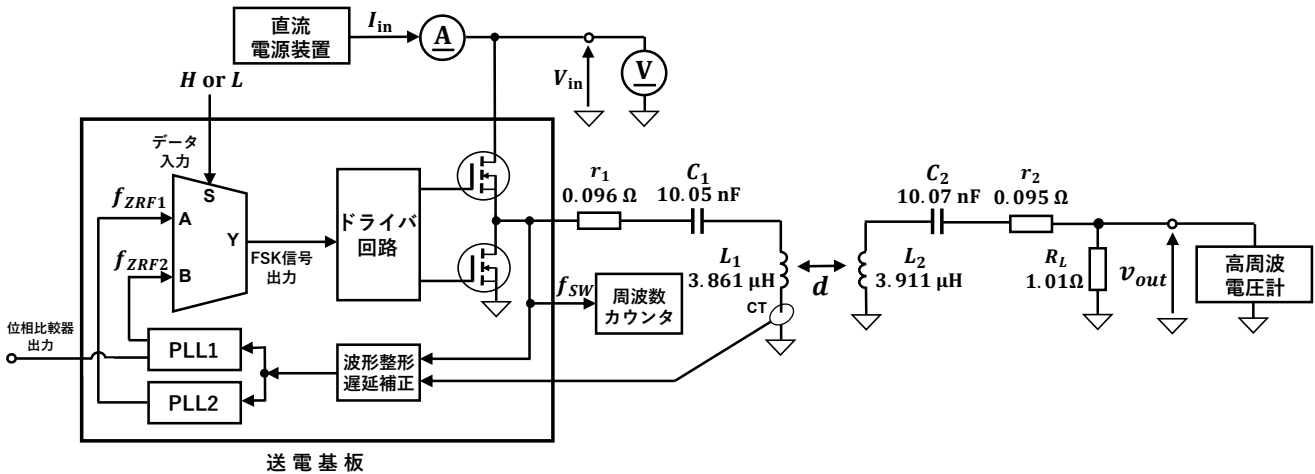 直流
電源装置
I_in
A
V_in
V
H or L
データ
入力
f_ZRF1
f_ZRF2
S
A
B
Y
FSK信号
出力
ドライバ
回路
f_SW
周波数
カウンタ
r_1
0.096 Ω
C_1
10.05 nF
L_1
3.861 μH
d
CT
C_2
10.07 nF
r_2
0.095 Ω
L_2
3.911 μH
R_L
1.01Ω
v_out
高周波
電圧計
位相比較器
出力
PLL1
PLL2
波形整形
遅延補正
送電基板